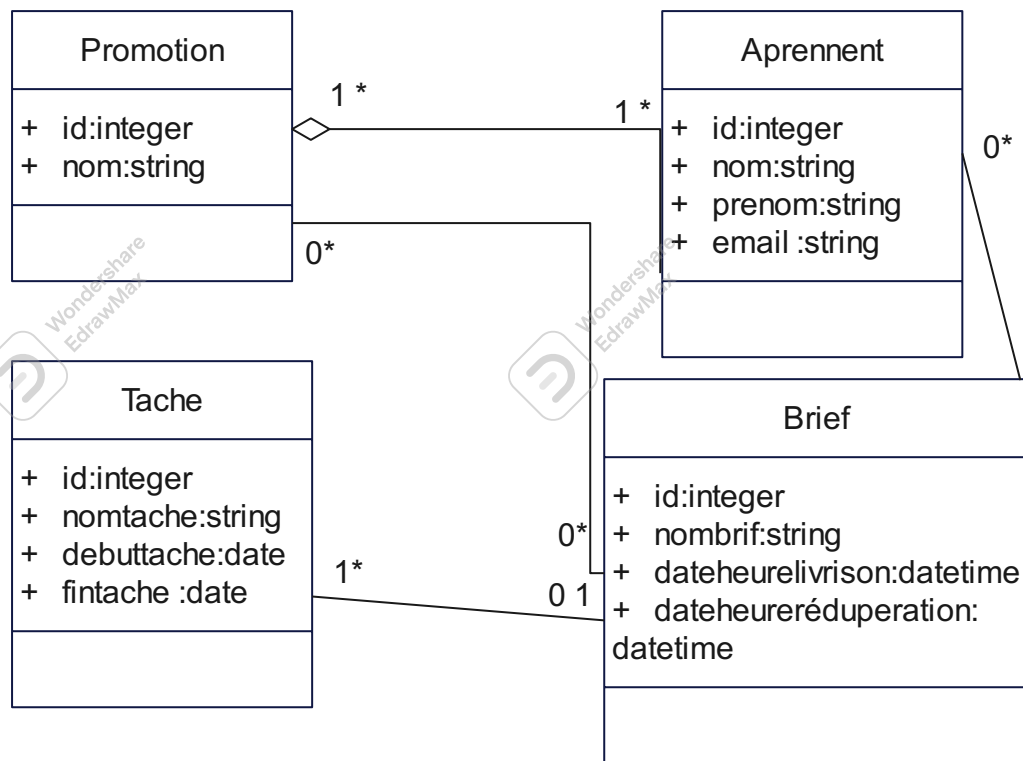 Promotion
+ id:integer
+ nom:string
1 *
1 *
Aprennent
+ id:integer
+ nom:string
+ prenom:string
+ email :string
0*
0*
Wondershare
EdrawMax
Wondershare
EdrawMax
Tache
+ id:integer
+ nomtache:string
+ debuttache:date
+ fintache :date
1*
0*
0 1
Brief
+ id:integer
+ nombrif:string
+ dateheurelivrison:datetime
+ dateheureréduperation:
datetime